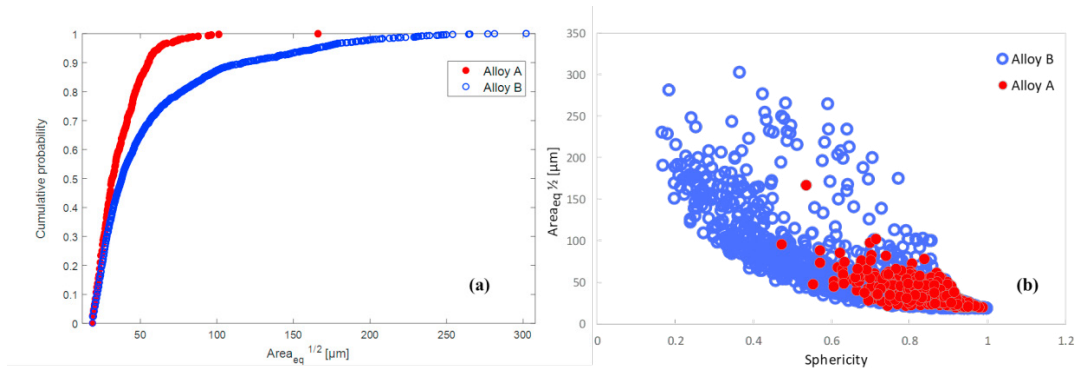 (a)
1
0.9
0.8
0.7
0.6
0.5
0.4
0.3
0.2
0.1
0
Cumulative probability
Alloy A
Alloy B
(a)
50
100
150
200
250
300
Area_eq^1/2 [µm]
b)
350
300
250
200
150
100
50
0
Area_eq^½ [µm]
Alloy B
Alloy A
(b)
0
0.2
0.4
0.6
0.8
1
1.2
Sphericity